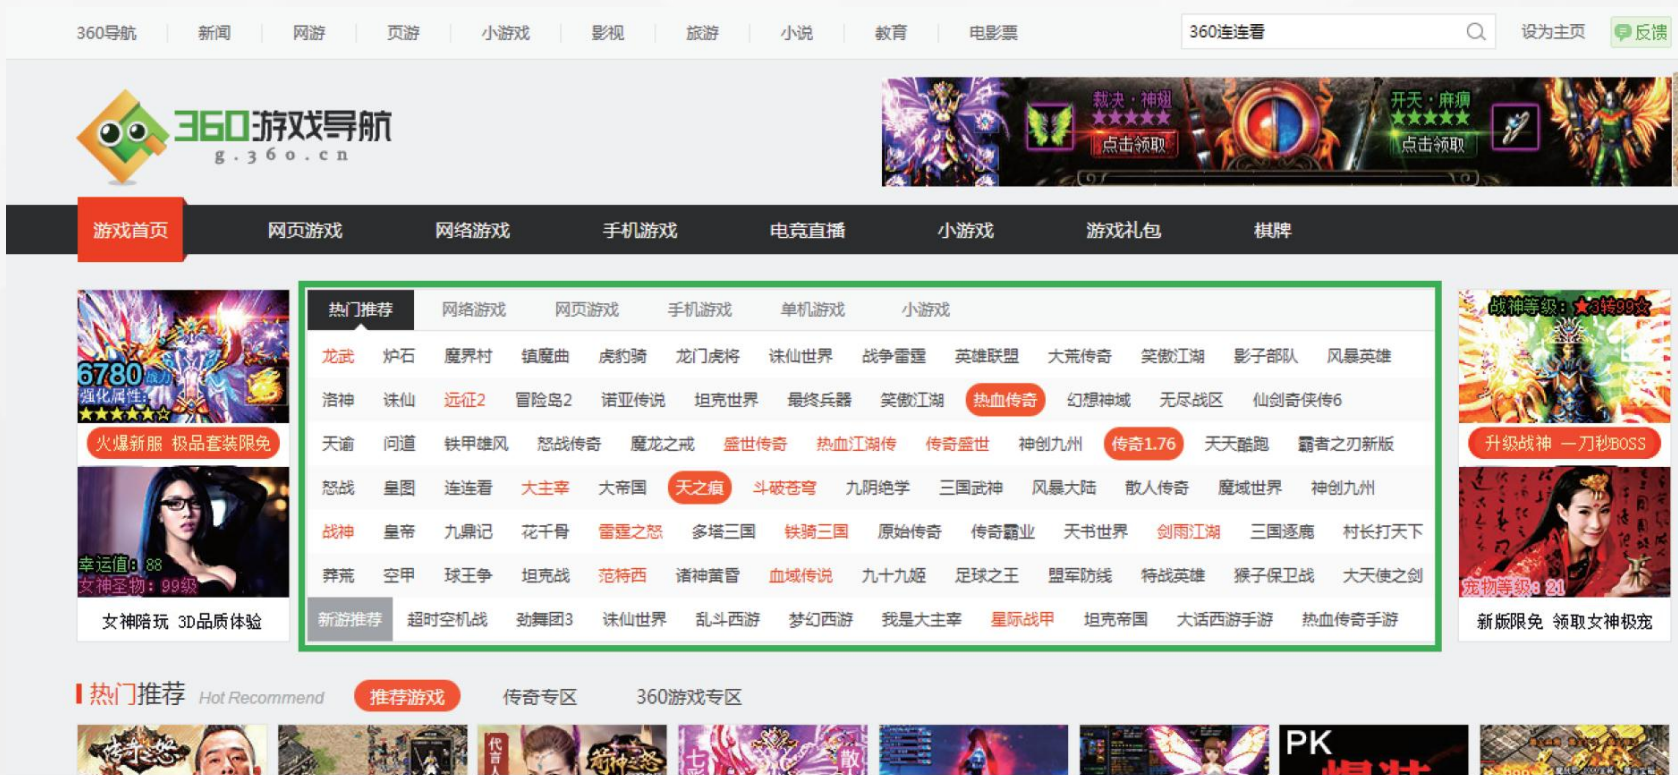 360导航 新闻 网游 页游 小游戏 影视 旅游 小说 教育 电影票 360连连看 设为主页 反馈
360游戏导航
g.360.cn
裁决·神翅 开天·麻痹
★★★★★ ★★★★★
点击领取 点击领取
游戏首页 网页游戏 网络游戏 手机游戏 电竞直播 小游戏 游戏礼包 棋牌
6780战力
强化属性:
★★★★★☆
火爆新服 极品套装限免
幸运值: 88
女神圣物: 99级
女神陪玩 3D品质体验
热门推荐 网络游戏 网页游戏 手机游戏 单机游戏 小游戏
龙武 炉石 魔界村 镇魔曲 虎豹骑 龙门虎将 诛仙世界 战争雷霆 英雄联盟 大荒传奇 笑傲江湖 影子部队 风暴英雄
洛神 诛仙 远征2 冒险岛2 诺亚传说 坦克世界 最终兵器 笑傲江湖 热血传奇 幻想神域 无尽战区 仙剑奇侠传6
天谕 问道 铁甲雄风 怒战传奇 魔龙之戒 盛世传奇 热血江湖传 传奇盛世 神创九州 传奇1.76 天天酷跑 霸者之刃新版
怒战 皇图 连连看 大主宰 大帝国 天之痕 斗破苍穹 九阴绝学 三国武神 风暴大陆 散人传奇 魔域世界 神创九州
战神 皇帝 九鼎记 花千骨 雷霆之怒 多塔三国 铁骑三国 原始传奇 传奇霸业 天书世界 剑雨江湖 三国逐鹿 村长打天下
莽荒 空甲 球王争 坦克战 范特西 诸神黄昏 血域传说 九十九姬 足球之王 盟军防线 特战英雄 猴子保卫战 大天使之剑
新游推荐 超时空机战 劲舞团3 诛仙世界 乱斗西游 梦幻西游 我是大主宰 星际战甲 坦克帝国 大话西游手游 热血传奇手游
战神等级: ★3转99☆
升级战神 一刀秒BOSS
宠物等级: 21
新版限免 领取女神极宠
热门推荐 Hot Recommend 推荐游戏 传奇专区 360游戏专区
传奇之怒 代言人 散 PK